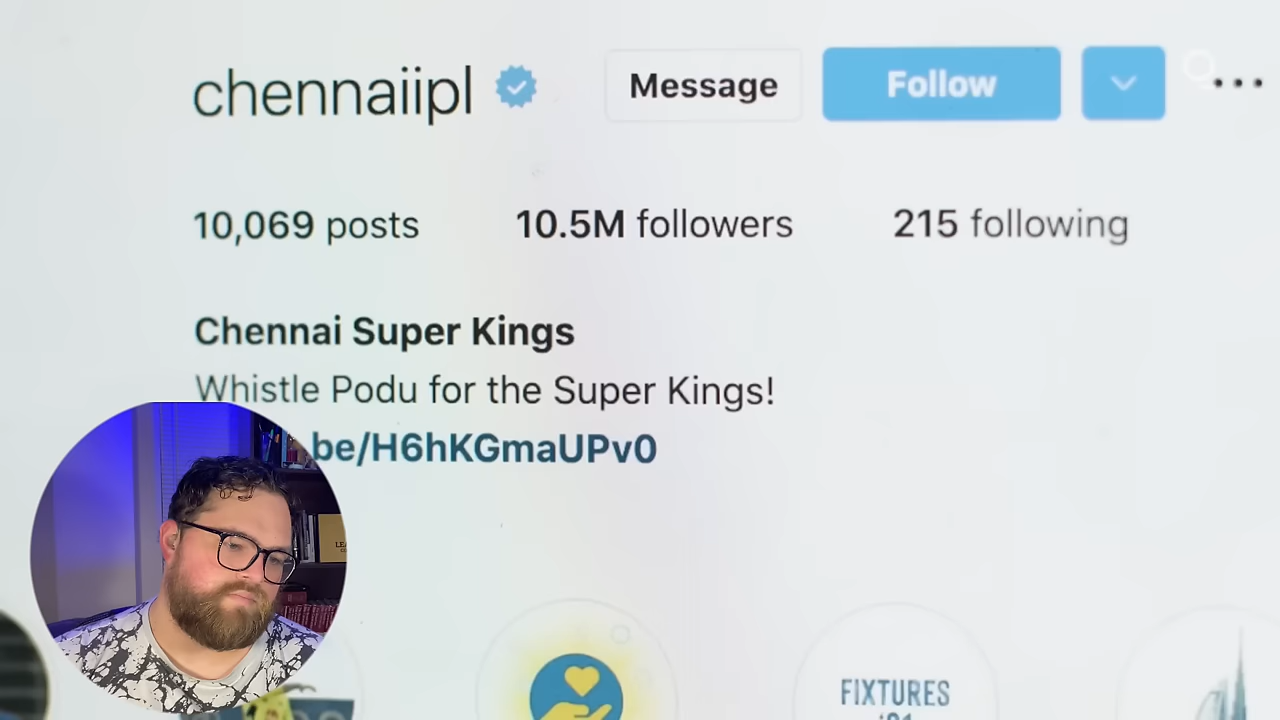 chennaiipl
Message
Follow
10,069 posts
10.5M followers
215 following
Chennai Super Kings
Whistle Podu for the Super Kings!
be/H6hKGmaUPv0
FIXTURES